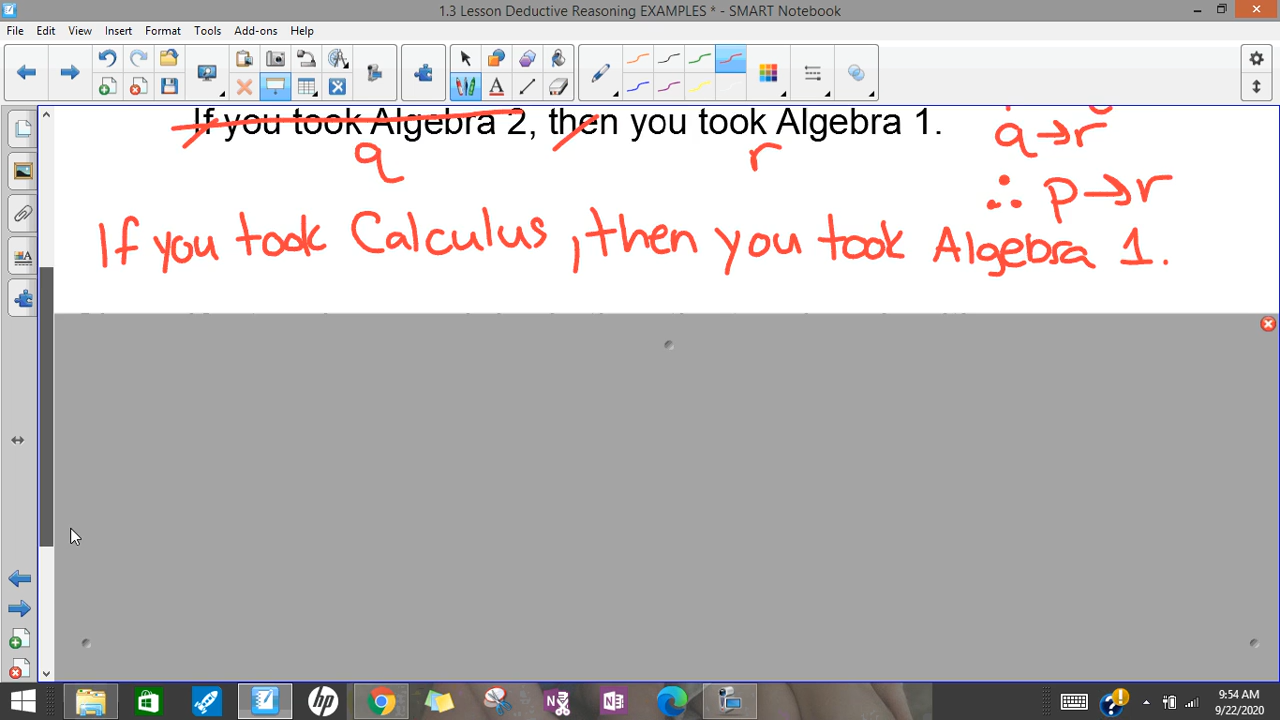 1.3 Lesson Deductive Reasoning EXAMPLES * - SMART Notebook
File Edit View Insert Format Tools Add-ons Help
If you took Algebra 2, then you took Algebra 1.
q r
q → r
∴ p → r
If you took Calculus, then you took Algebra 1.
9:54 AM
9/22/2020